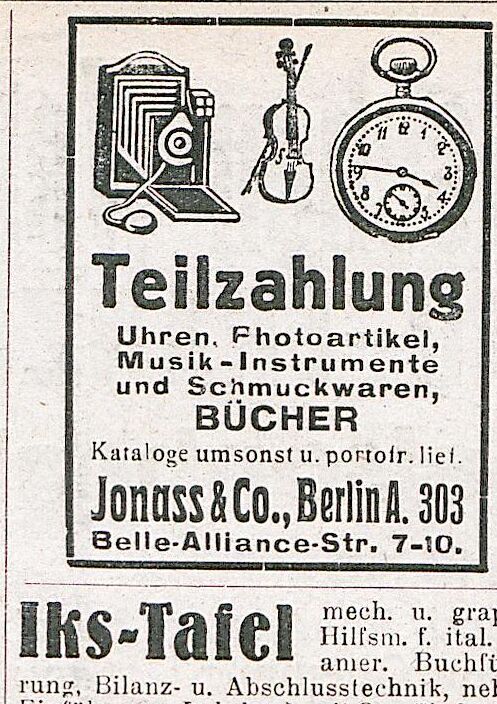 Teilzahlung
Uhren, Photoartikel,
Musik-Instrumente
und Schmuckwaren,
BÜCHER
Kataloge umsonst u. portofr. lief.
Jonass & Co., Berlin A. 303
Belle-Alliance-Str. 7-10.
Iks-Tafel
mech. u. grap
Hilfsm. f. ital.
amer. Buchfü
rung, Bilanz- u. Abschlusstechnik, neb